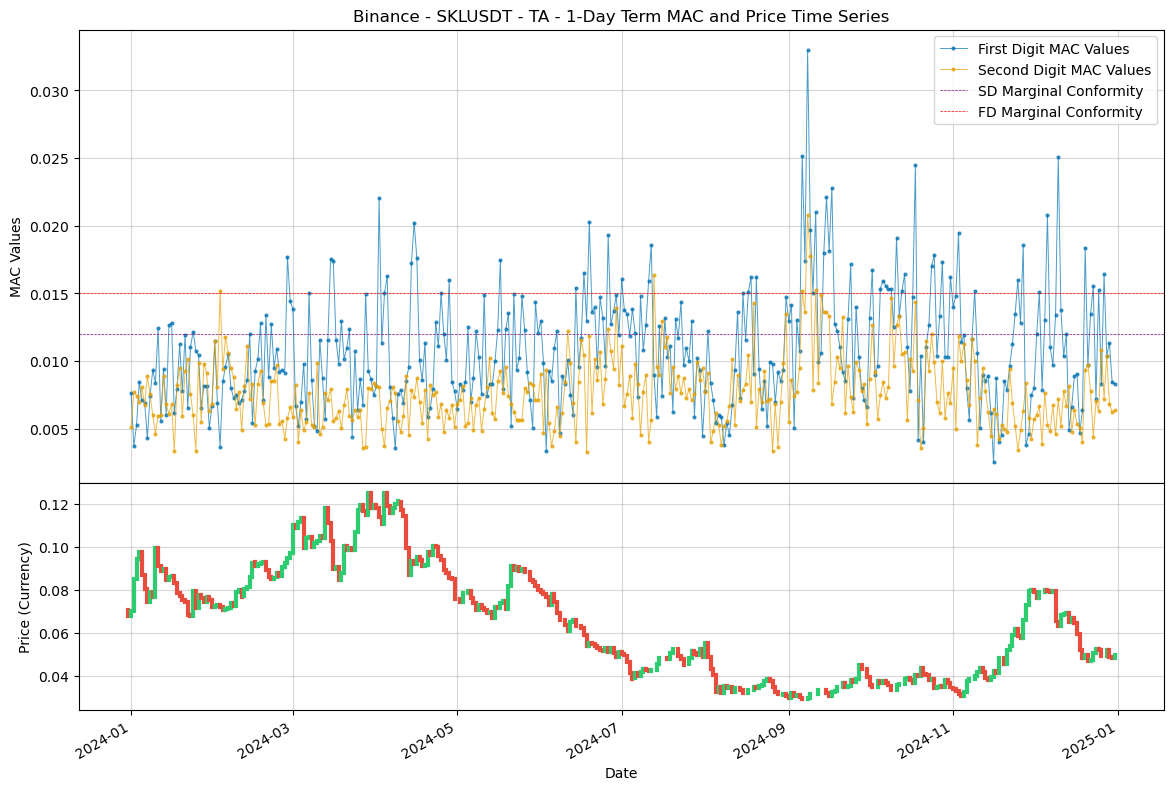 Binance - SKLUSDT - TA - 1-Day Term MAC and Price Time Series
First Digit MAC Values
Second Digit MAC Values
SD Marginal Conformity
FD Marginal Conformity
MAC Values
0.030
0.025
0.020
0.015
0.010
0.005
Price (Currency)
0.12
0.10
0.08
0.06
0.04
2024-01
2024-03
2024-05
2024-07
2024-09
2024-11
2025-01
Date